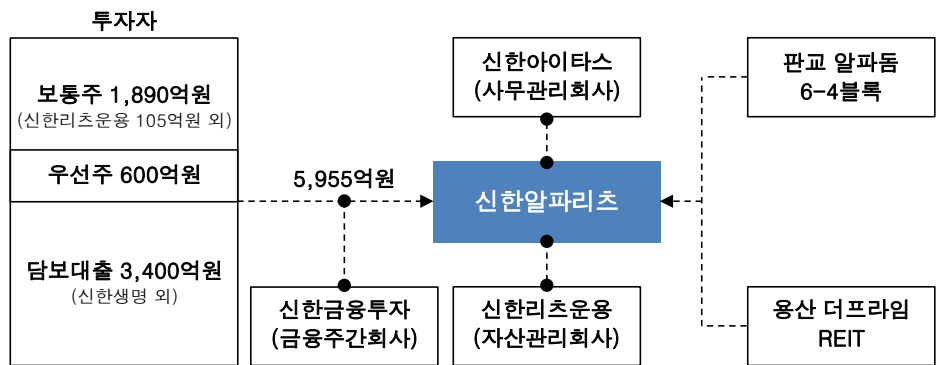 투자자
보통주 1,890억원
(신한리츠운용 105억원 외)
우선주 600억원
담보대출 3,400억원
(신한생명 외)
5,955억원
신한금융투자
(금융주간회사)
신한아이타스
(사무관리회사)
신한알파리츠
신한리츠운용
(자산관리회사)
판교 알파돔
6-4블록
용산 더프라임
REIT